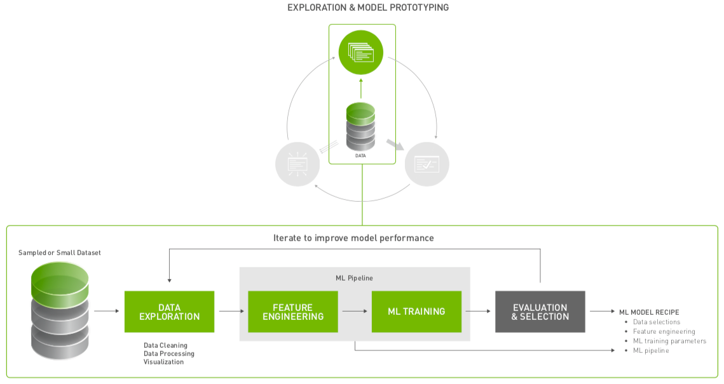 EXPLORATION & MODEL PROTOTYPING
DATA
Iterate to improve model performance
Sampled or Small Dataset
ML Pipeline
DATA
EXPLORATION
FEATURE
ENGINEERING
ML TRAINING
EVALUATION
& SELECTION
Data Cleaning
Data Processing
Visualization
ML MODEL RECIPE
• Data selections
• Feature engineering
• ML training parameters
• ML pipeline